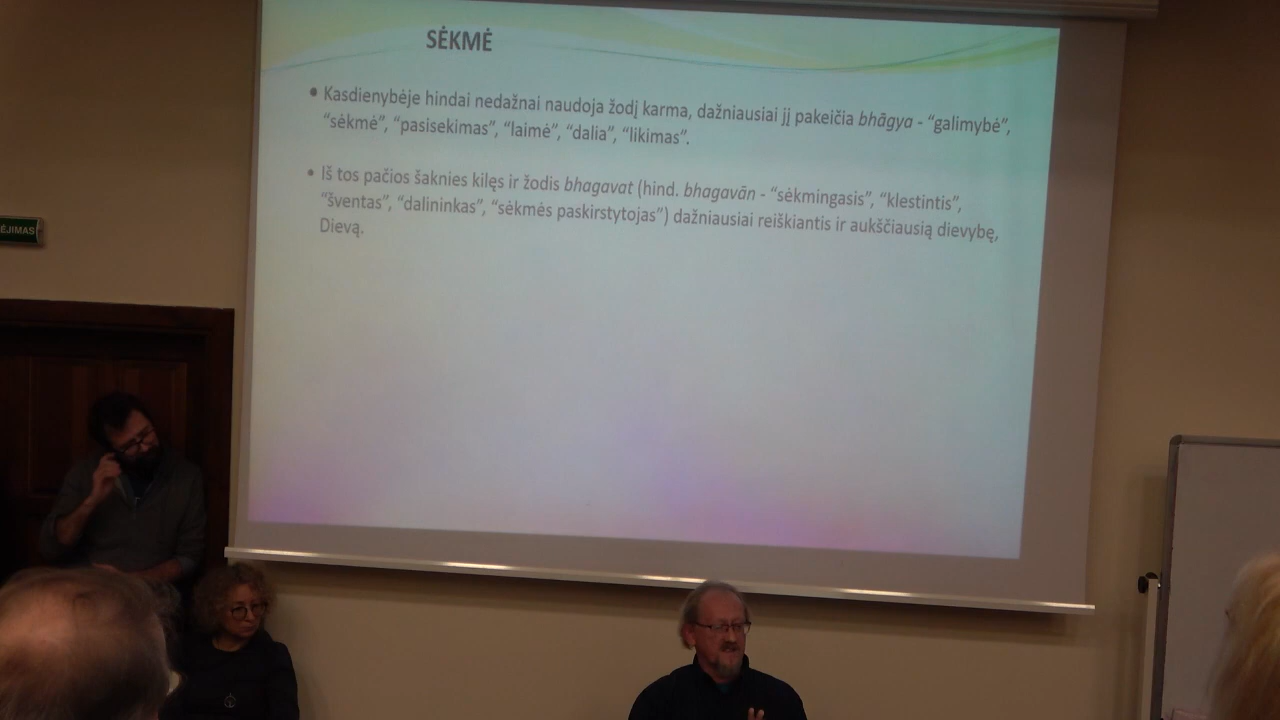 SĖKMĖ
• Kasdienybėje hindai nedažnai naudoja žodį karma, dažniausiai jį pakeičia bhāgya - “galimybė”,
“sėkmė”, “pasisekimas”, “laimė”, “dalia”, “likimas”.
• Iš tos pačios šaknies kilęs ir žodis bhagavat (hind. bhagavān - “sėkmingasis”, “klestintis”,
“šventas”, “dalininkas”, “sėkmės paskirstytojas”) dažniausiai reiškiantis ir aukščiausią dievybę,
Dievą.
ĖJIMAS